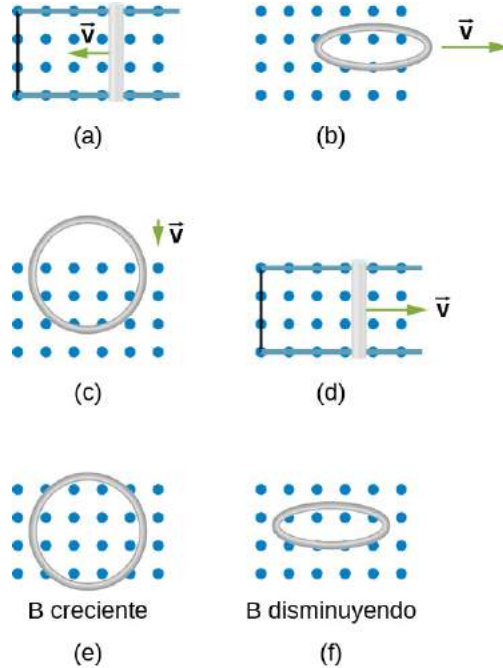 v
v
(a)
(b)
v
v
(c)
(d)
B creciente
B disminuyendo
(e)
(f)